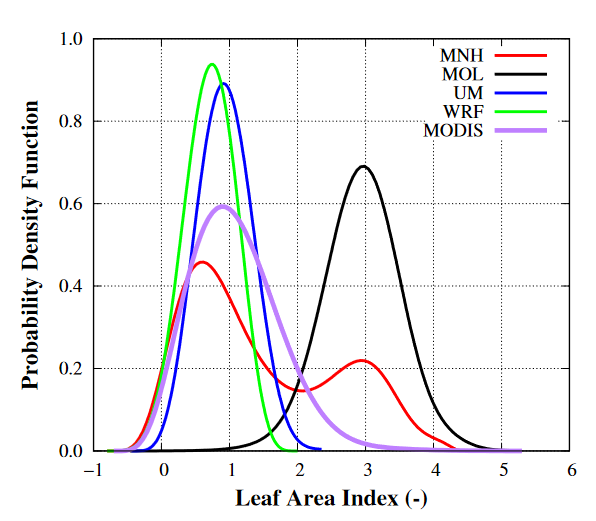 1.0
0.8
0.6
0.4
0.2
0.0
Probability Density Function
MNH
MOL
UM
WRF
MODIS
−1 0 1 2 3 4 5 6
Leaf Area Index (-)